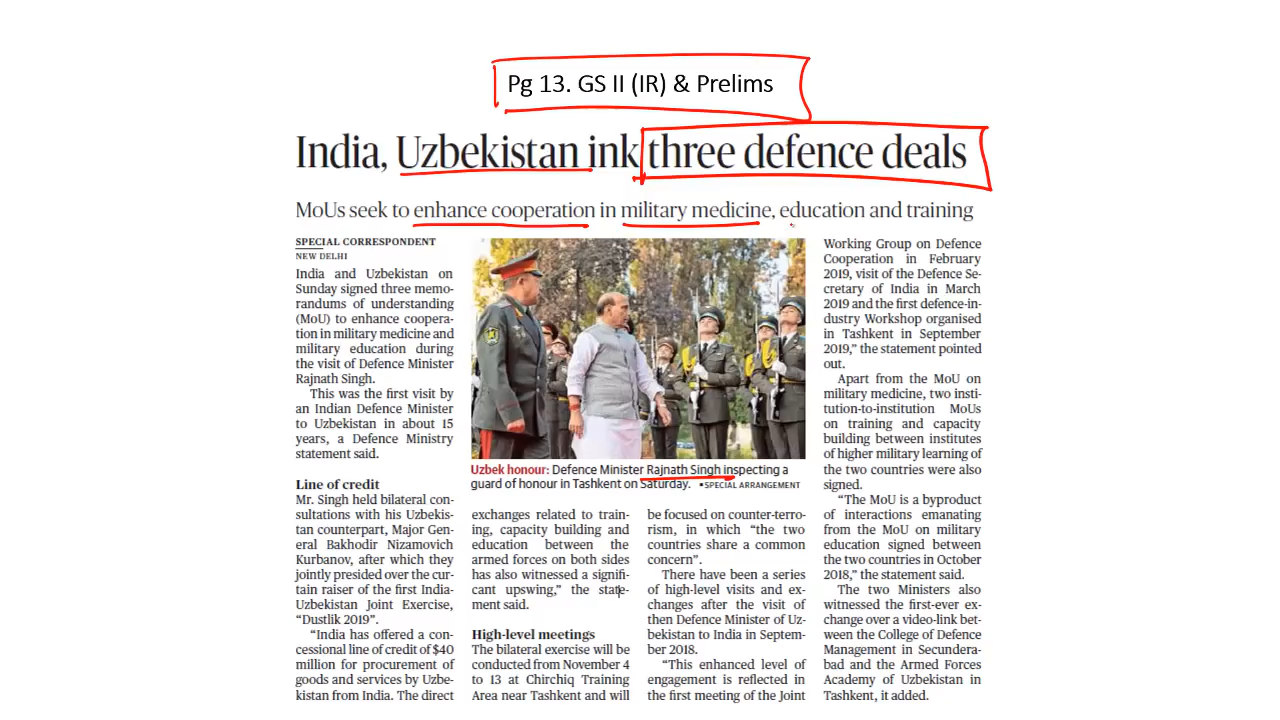 Pg 13. GS II (IR) & Prelims
India, Uzbekistan ink three defence deals
MoUs seek to enhance cooperation in military medicine, education and training
SPECIAL CORRESPONDENT
NEW DELHI
India and Uzbekistan on
Sunday signed three memo-
randums of understanding
(MoU) to enhance coopera-
tion in military medicine and
military education during
the visit of Defence Minister
Rajnath Singh.
This was the first visit by
an Indian Defence Minister
to Uzbekistan in about 15
years, a Defence Ministry
statement said.
Line of credit
Mr. Singh held bilateral con-
sultations with his Uzbekis-
tan counterpart, Major Gen-
eral Bakhodir Nizamovich
Kurbanov, after which they
jointly presided over the cur-
tain raiser of the first India-
Uzbekistan Joint Exercise,
“Dustlik 2019”.
“India has offered a con-
cessional line of credit of $40
million for procurement of
goods and services by Uzbe-
kistan from India. The direct
Uzbek honour: Defence Minister Rajnath Singh inspecting a
guard of honour in Tashkent on Saturday. ▪SPECIAL ARRANGEMENT
exchanges related to train-
ing, capacity building and
education between the
armed forces on both sides
has also witnessed a signifi-
cant upswing,” the state-
ment said.
High-level meetings
The bilateral exercise will be
conducted from November 4
to 13 at Chirchiq Training
Area near Tashkent and will
be focused on counter-terro-
rism, in which “the two
countries share a common
concern”.
There have been a series
of high-level visits and ex-
changes after the visit of
then Defence Minister of Uz-
bekistan to India in Septem-
ber 2018.
“This enhanced level of
engagement is reflected in
the first meeting of the Joint
Working Group on Defence
Cooperation in February
2019, visit of the Defence Se-
cretary of India in March
2019 and the first defence-in-
dustry Workshop organised
in Tashkent in September
2019,” the statement pointed
out.
Apart from the MoU on
military medicine, two insti-
tution-to-institution MoUs
on training and capacity
building between institutes
of higher military learning of
the two countries were also
signed.
“The MoU is a byproduct
of interactions emanating
from the MoU on military
education signed between
the two countries in October
2018,” the statement said.
The two Ministers also
witnessed the first-ever ex-
change over a video-link bet-
ween the College of Defence
Management in Secundera-
bad and the Armed Forces
Academy of Uzbekistan in
Tashkent, it added.